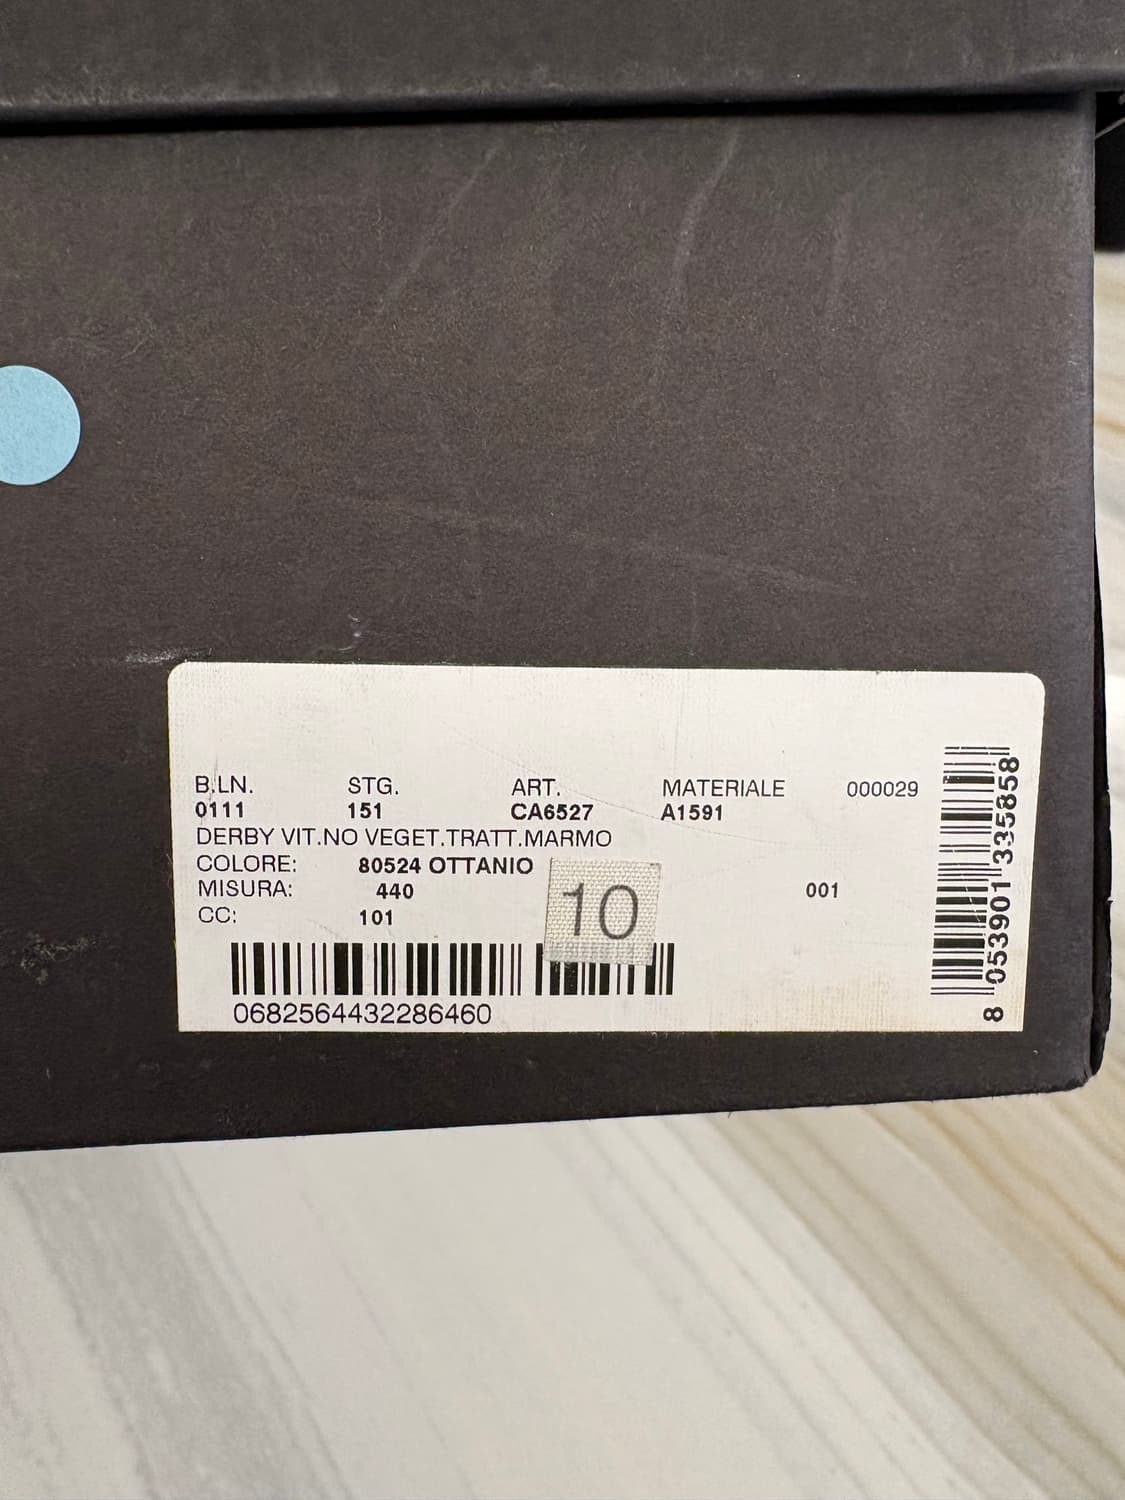 B.LN. STG. ART. MATERIALE 000029
0111 151 CA6527 A1591
DERBY VIT.NO VEGET.TRATT.MARMO
COLORE: 80524 OTTANIO
MISURA: 440 001
CC: 101
10
0682564432286460
8 053901 335858